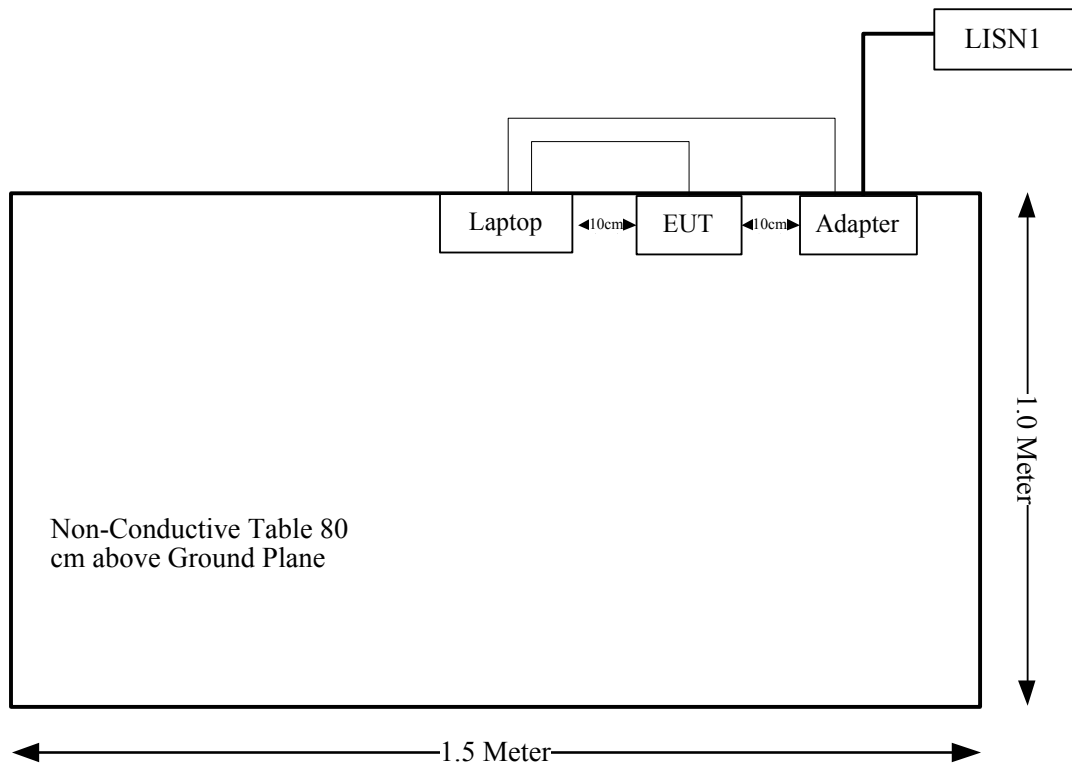 LISN1
Laptop
10cm
EUT
10cm
Adapter
1.0 Meter
Non-Conductive Table 80
cm above Ground Plane
1.5 Meter